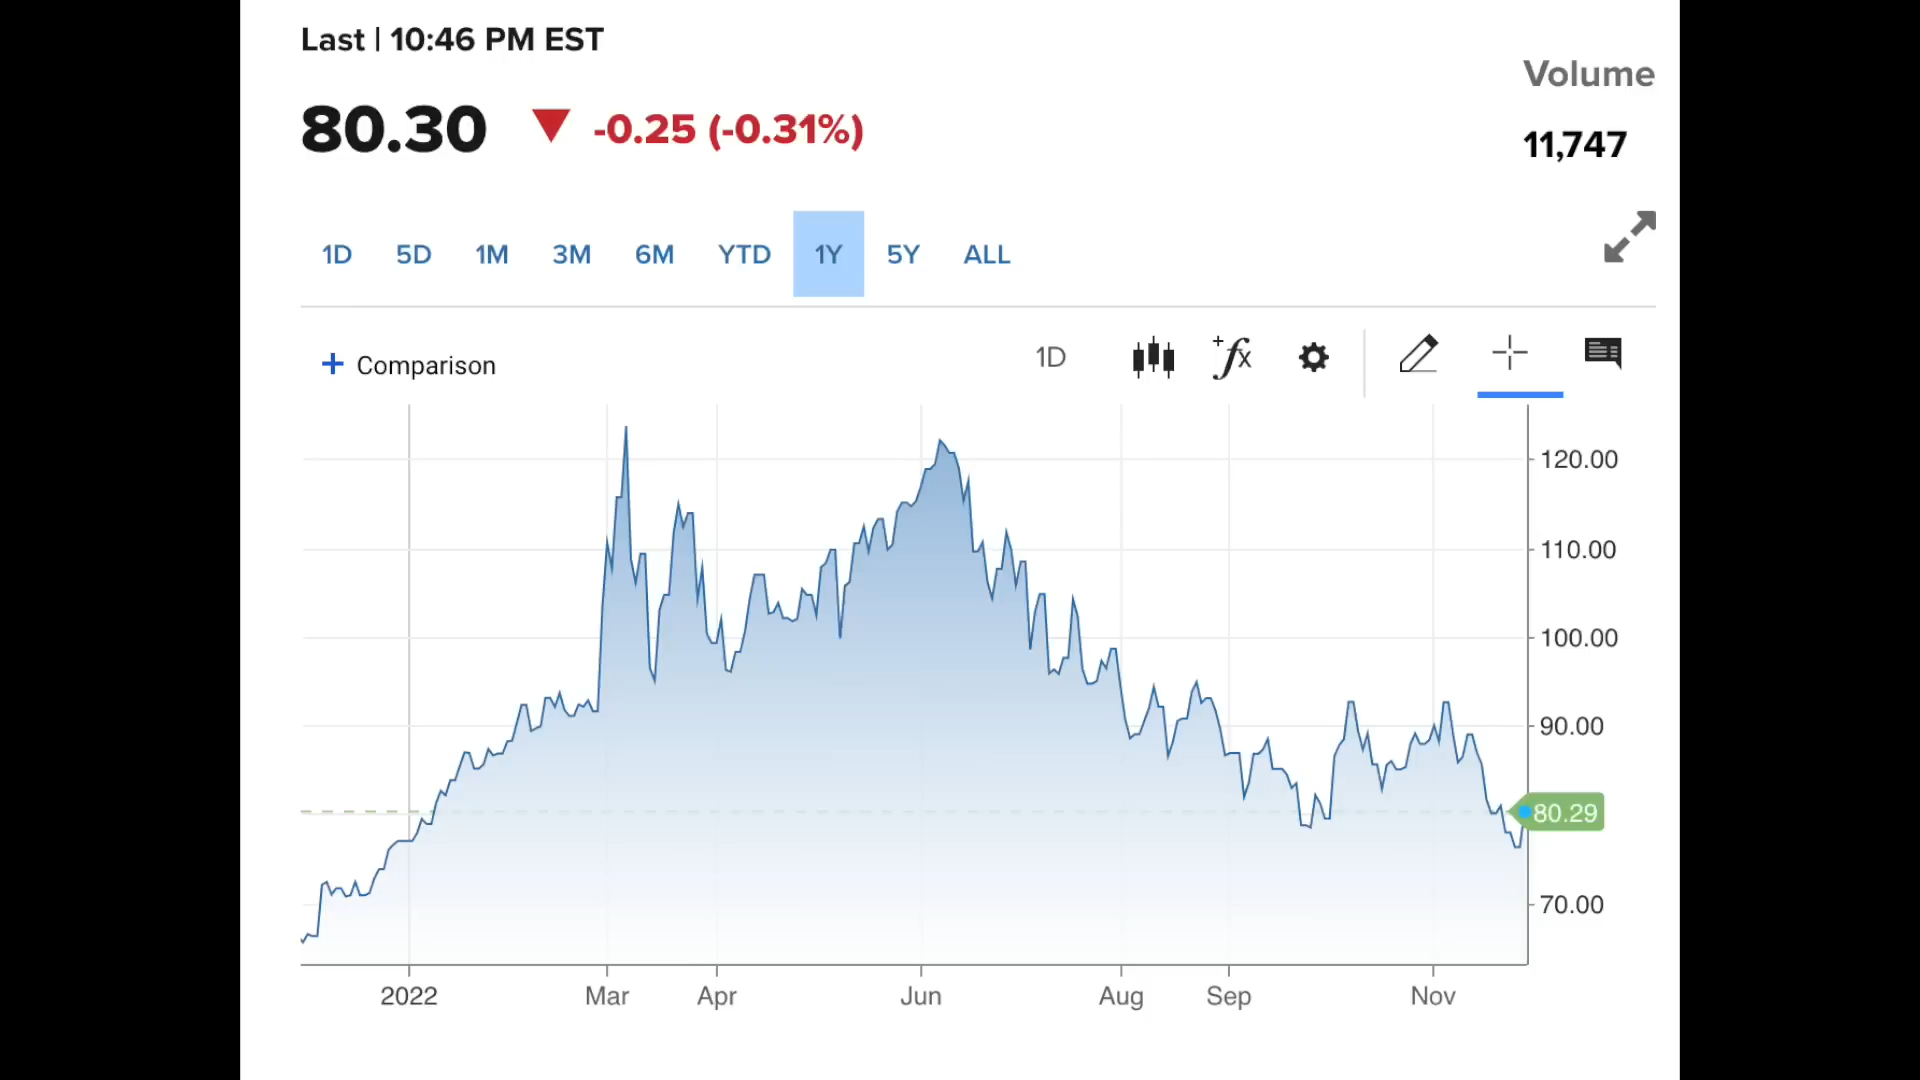 Last | 10:46 PM EST
Volume
80.30 -0.25 (-0.31%)
11,747
1D 5D 1M 3M 6M YTD 1Y 5Y ALL
+ Comparison
1D
+fx
120.00
110.00
100.00
90.00
80.29
70.00
2022 Mar Apr Jun Aug Sep Nov